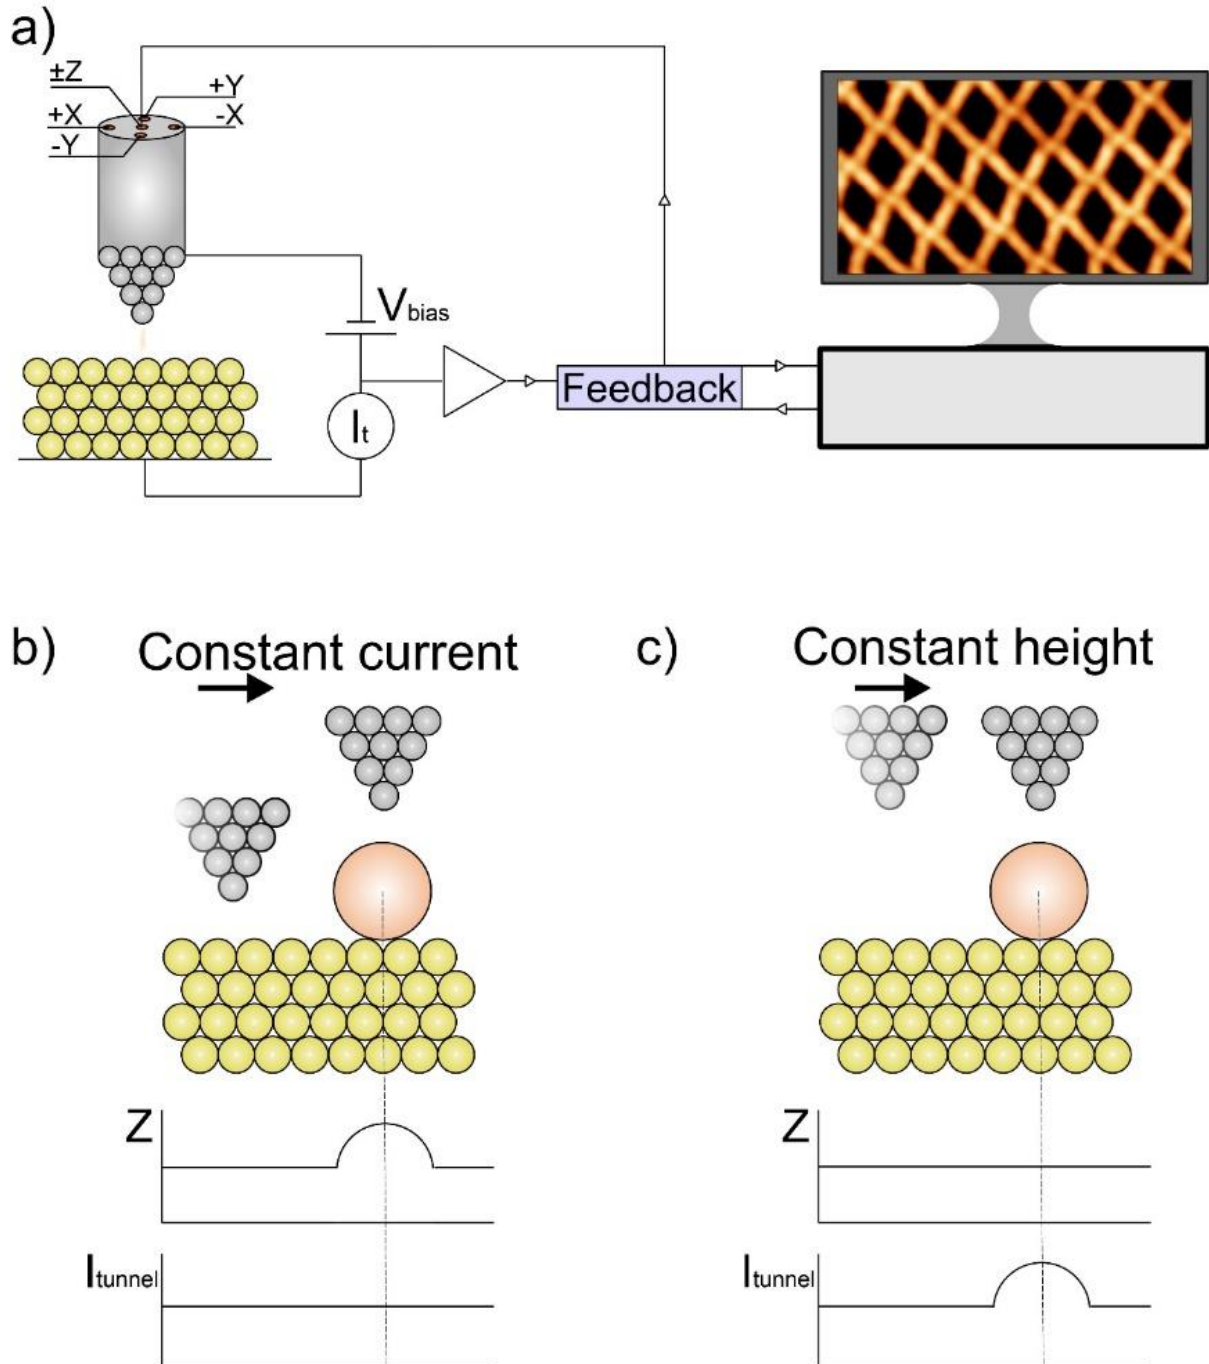 a)
±Z
+Y
+X
-X
-Y
Vbias
Feedback
It
b)
Constant current
c)
Constant height
Z
Z
Itunnel
Itunnel